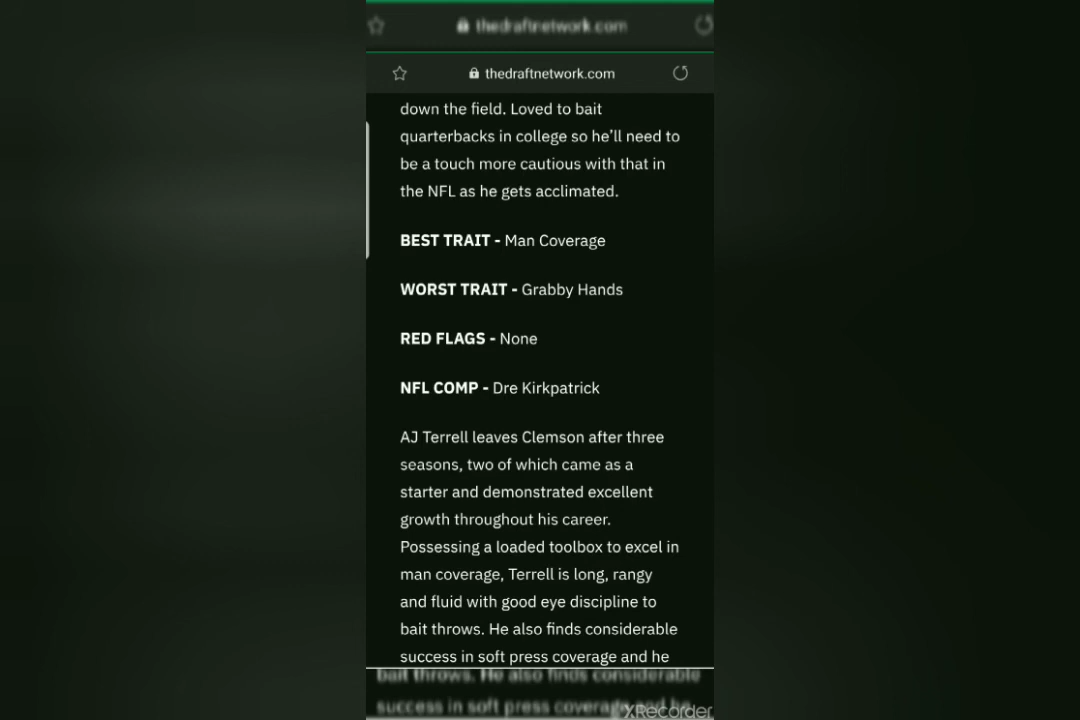 thedraftnetwork.com
thedraftnetwork.com
down the field. Loved to bait
quarterbacks in college so he'll need to
be a touch more cautious with that in
the NFL as he gets acclimated.
BEST TRAIT - Man Coverage
WORST TRAIT - Grabby Hands
RED FLAGS - None
NFL COMP - Dre Kirkpatrick
AJ Terrell leaves Clemson after three
seasons, two of which came as a
starter and demonstrated excellent
growth throughout his career.
Possessing a loaded toolbox to excel in
man coverage, Terrell is long, rangy
and fluid with good eye discipline to
bait throws. He also finds considerable
success in soft press coverage and he
bait throws. He also finds considerable
success in soft press coverage and he
XRecorder